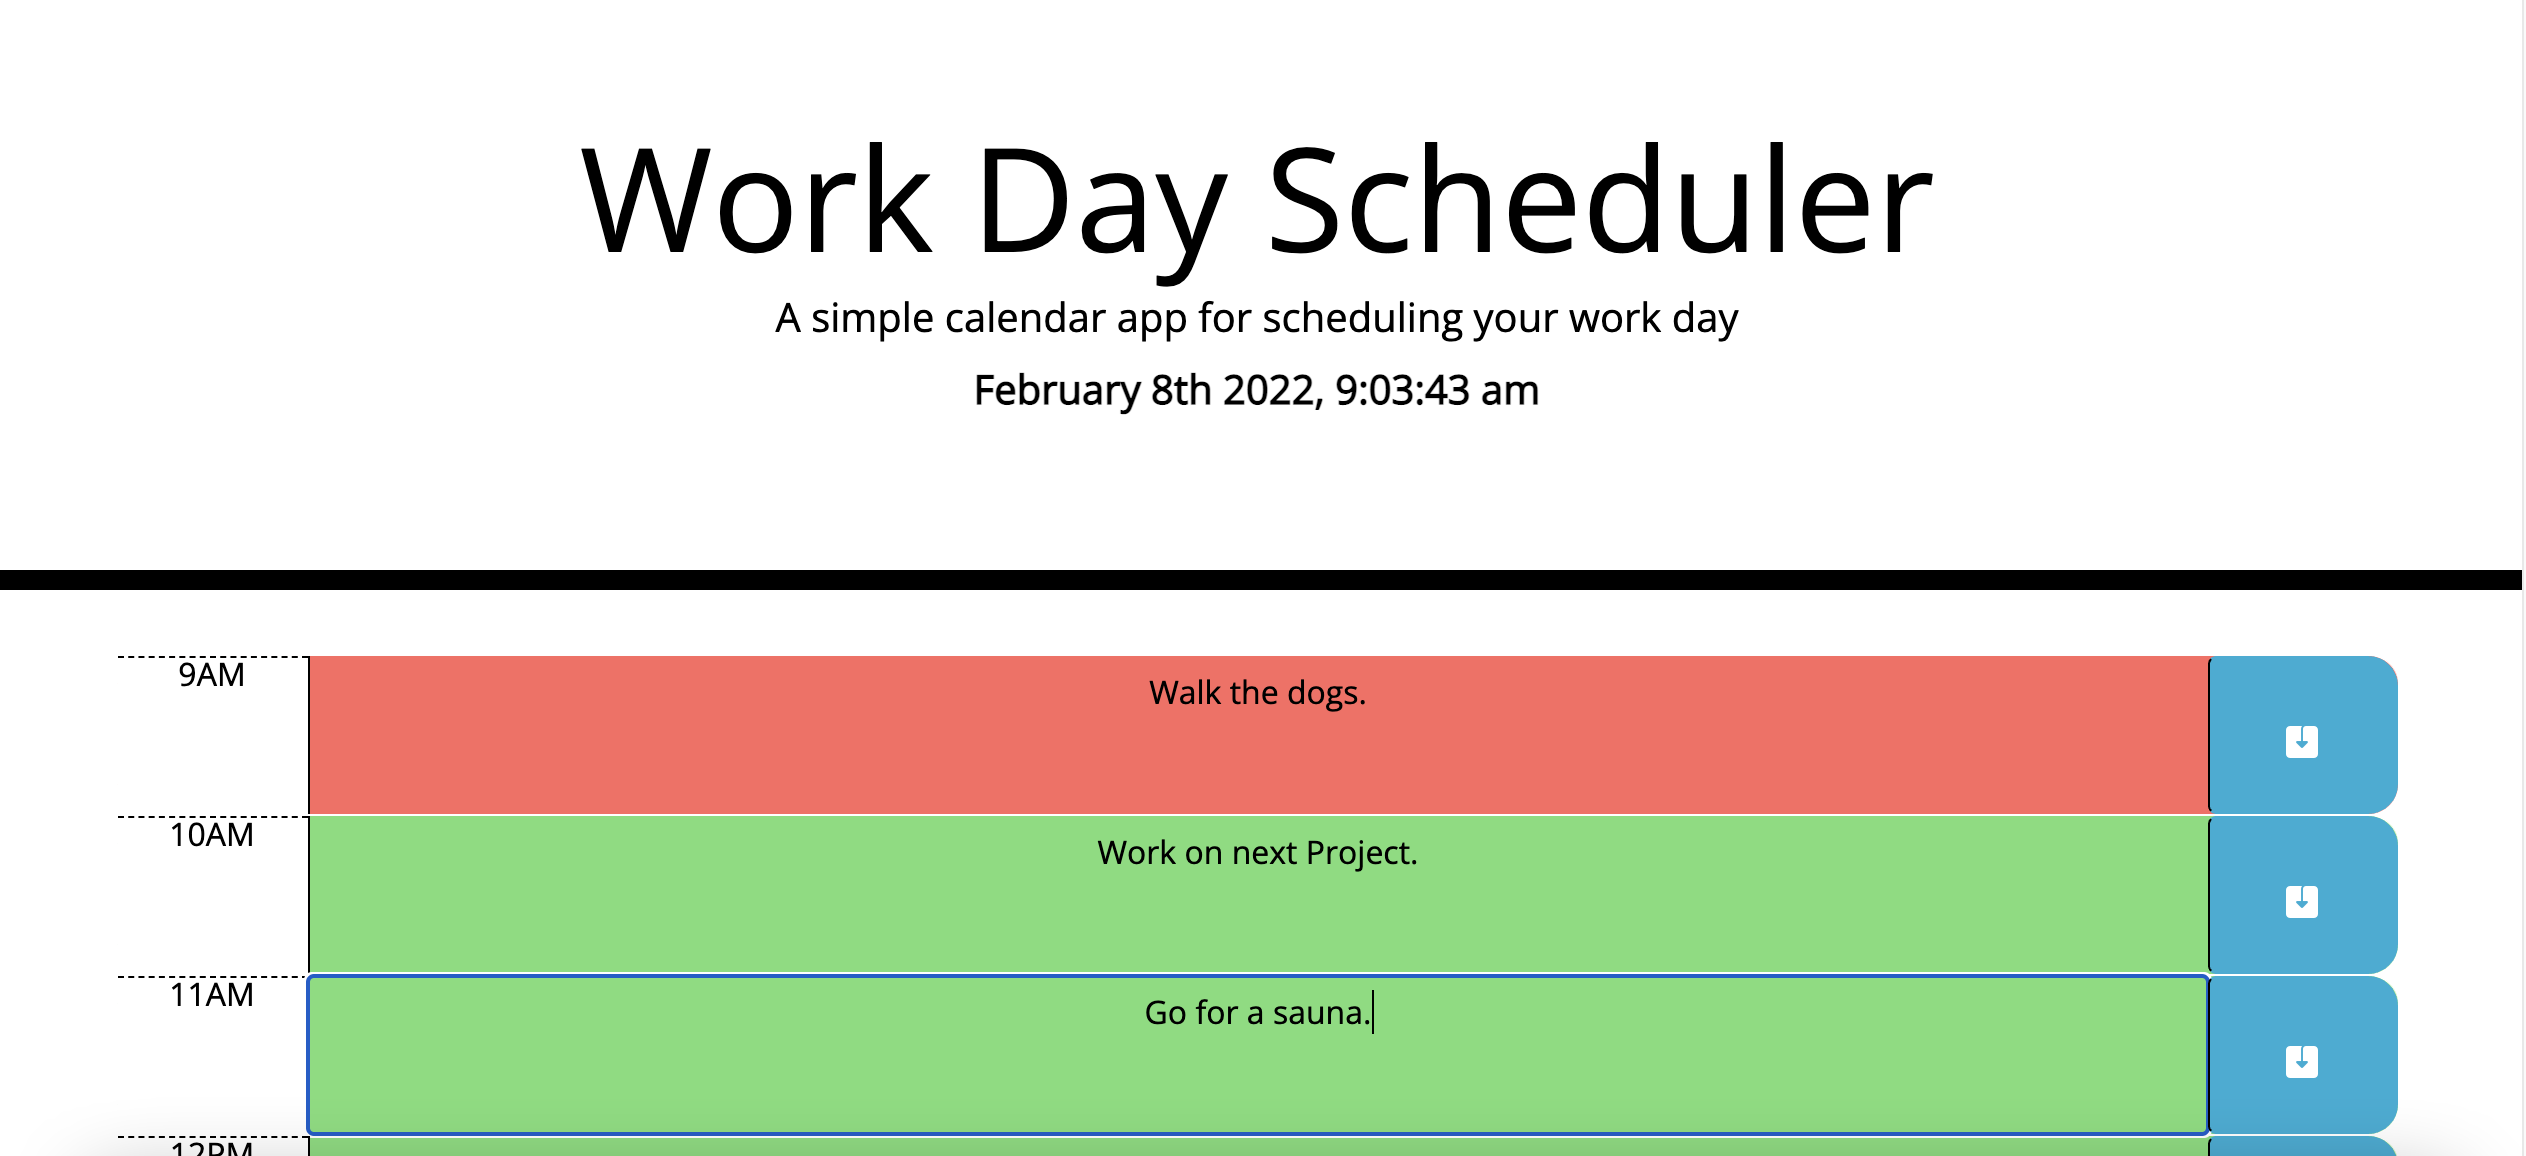 Work Day Scheduler
A simple calendar app for scheduling your work day
February 8th 2022, 9:03:43 am
9AM
Walk the dogs.
10AM
Work on next Project.
11AM
Go for a sauna.
12PM